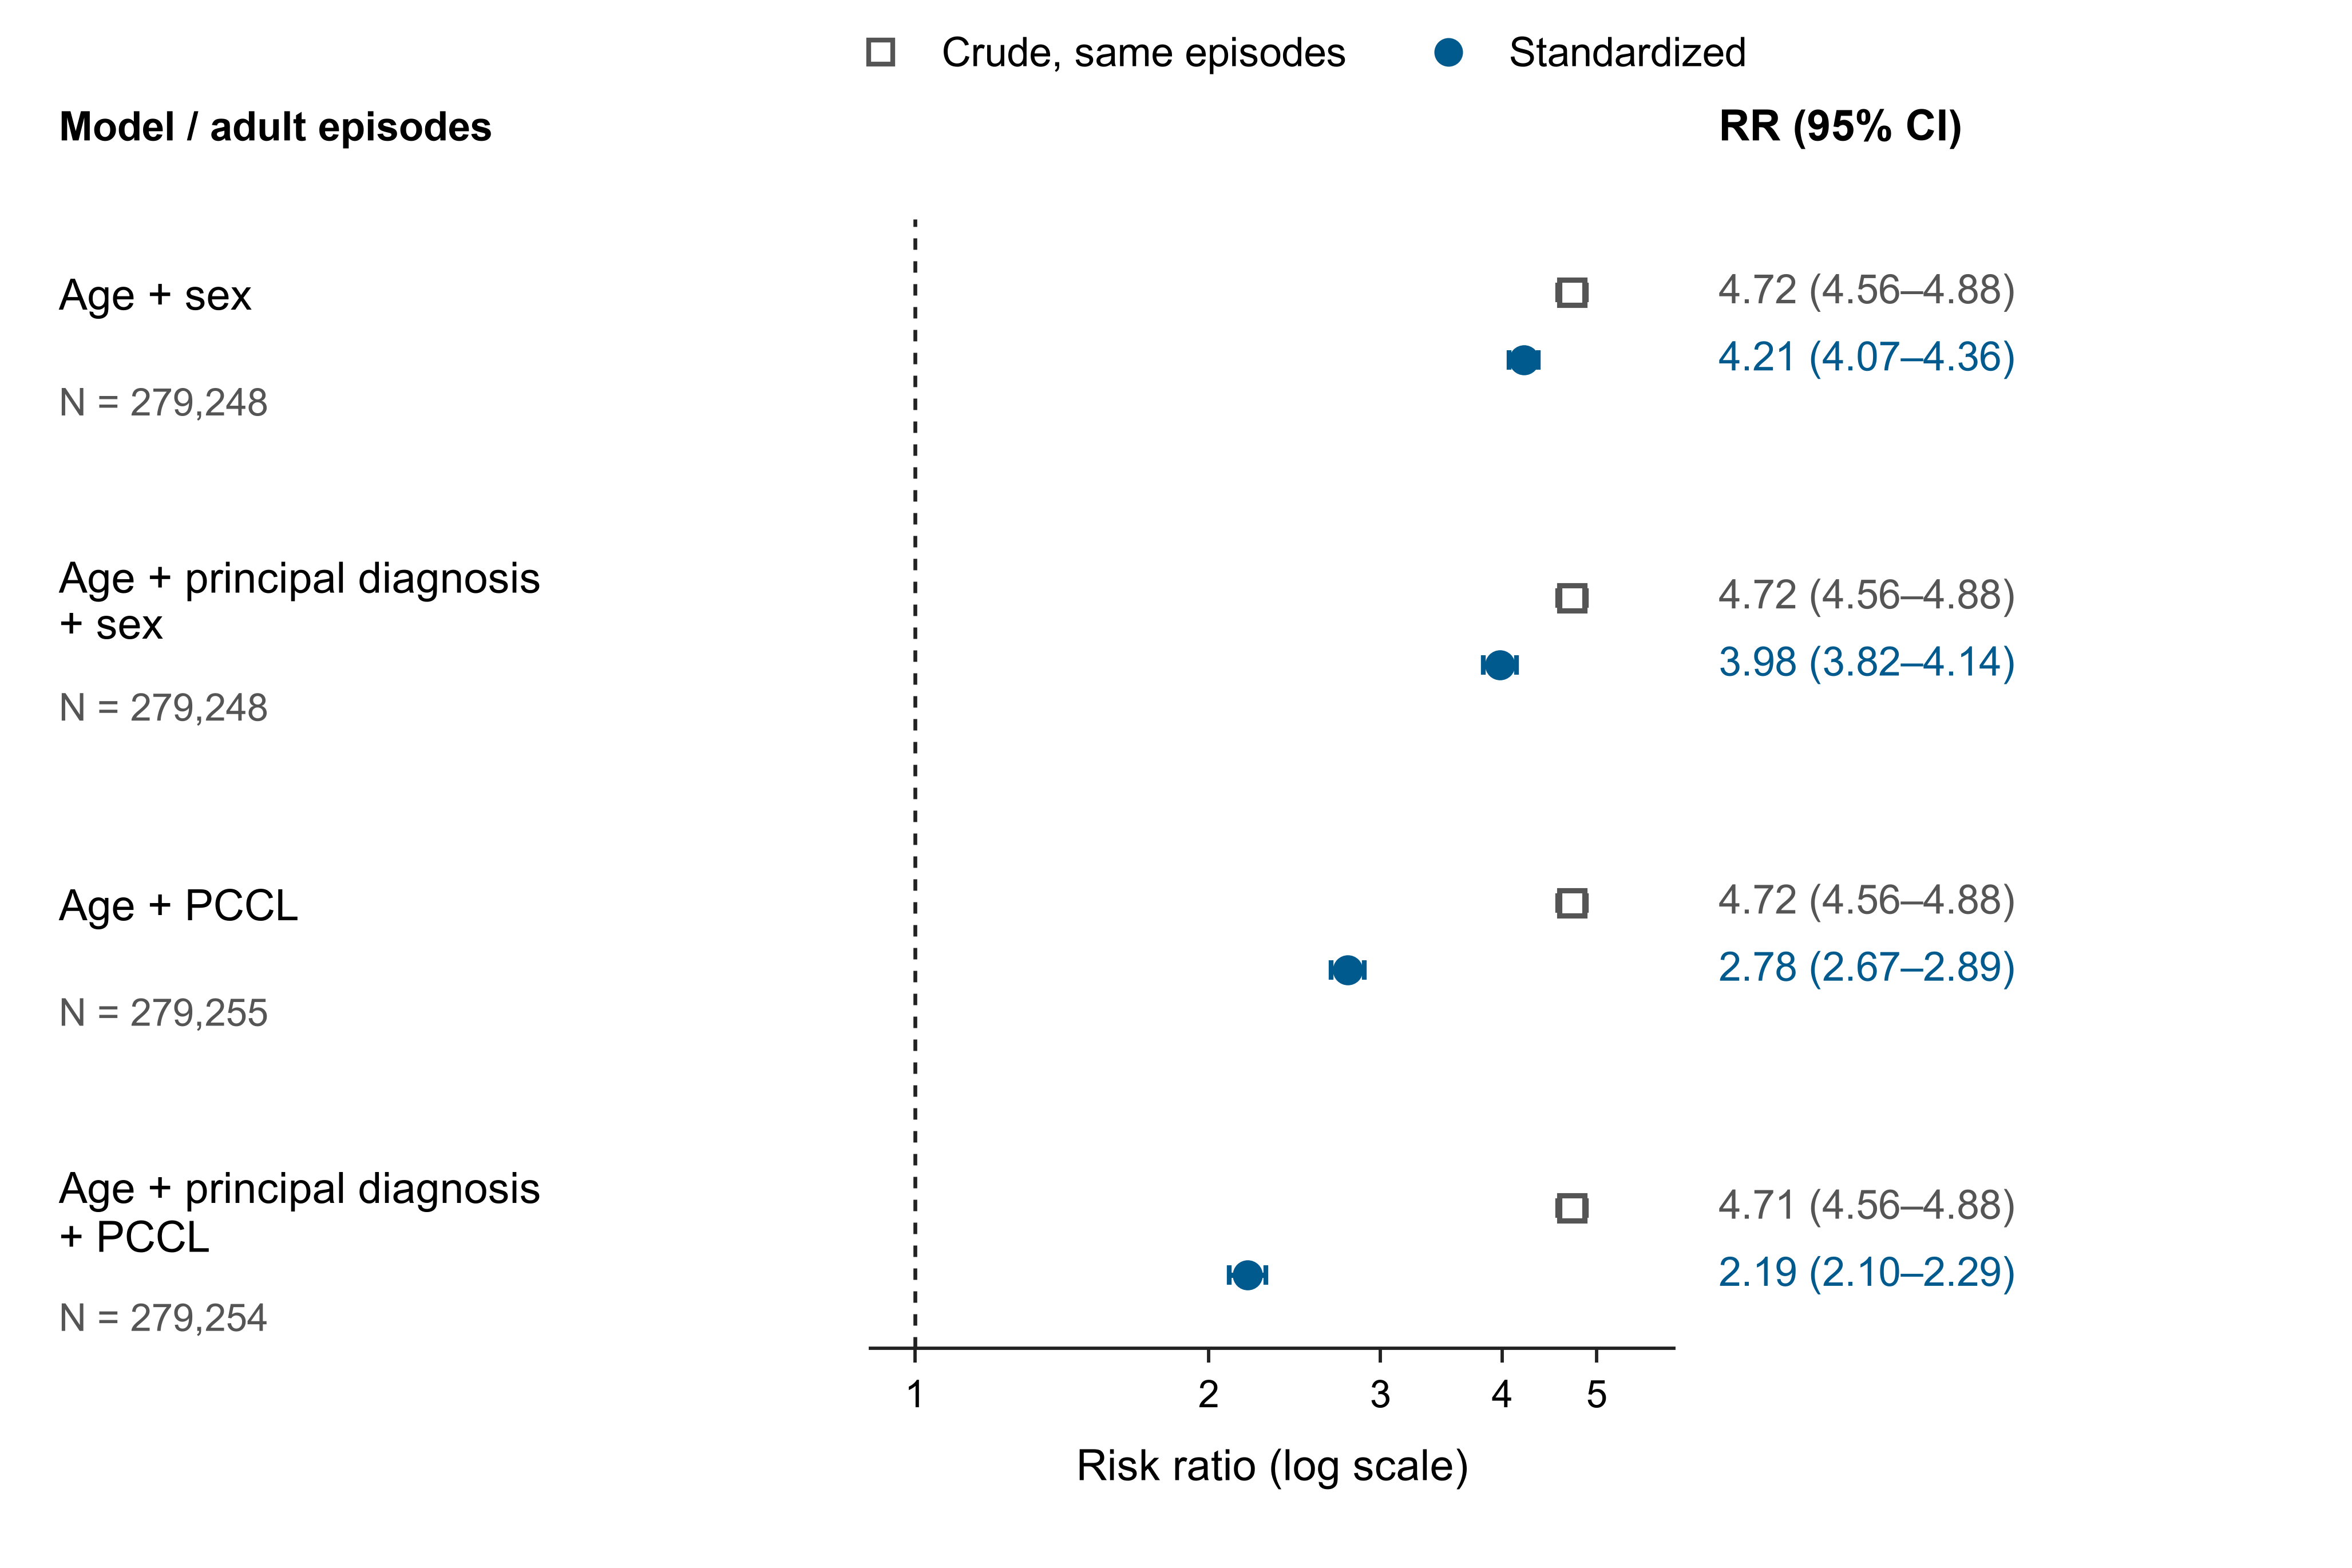 Crude, same episodes
Standardized
Model / adult episodes
RR (95% CI)
Age + sex
4.72 (4.56–4.88)
4.21 (4.07–4.36)
N = 279,248
Age + principal diagnosis
+ sex
4.72 (4.56–4.88)
3.98 (3.82–4.14)
N = 279,248
Age + PCCL
4.72 (4.56–4.88)
2.78 (2.67–2.89)
N = 279,255
Age + principal diagnosis
+ PCCL
4.71 (4.56–4.88)
2.19 (2.10–2.29)
N = 279,254
1 2 3 4 5
Risk ratio (log scale)